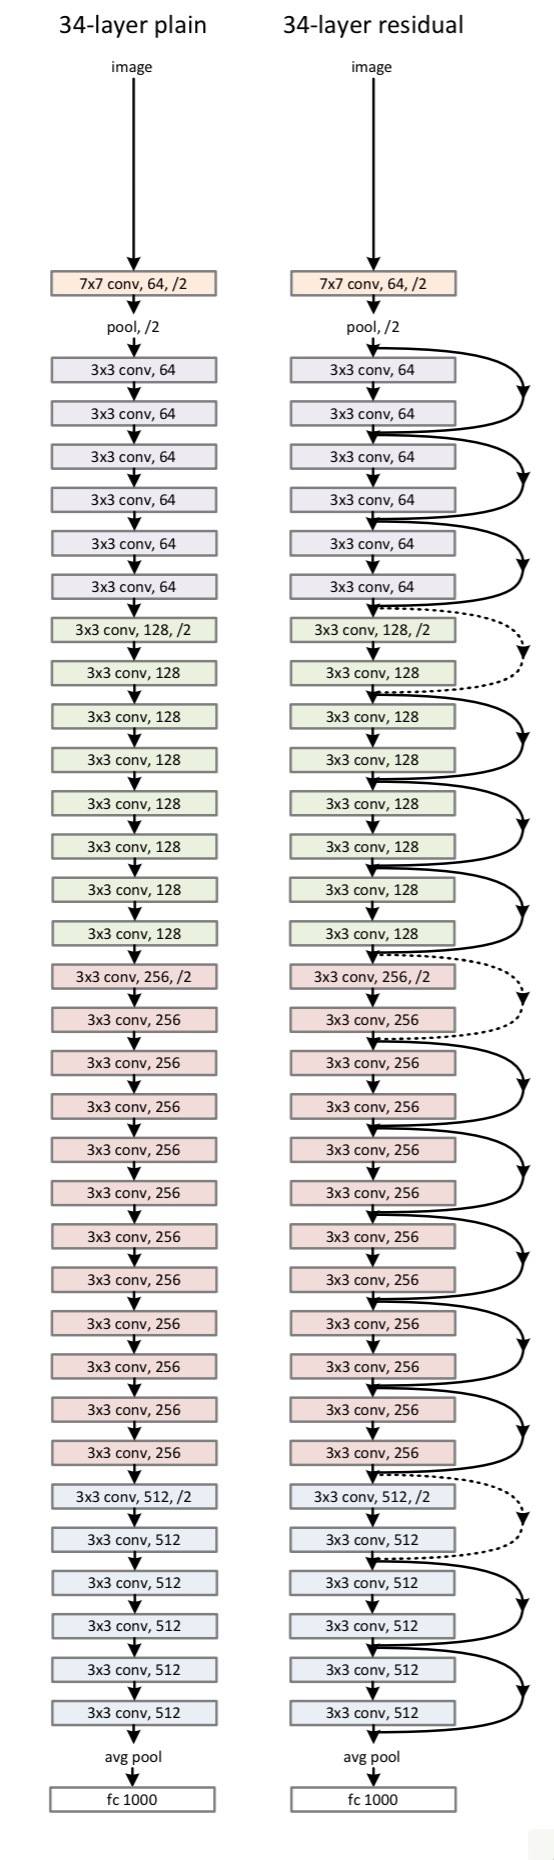 34-layer plain
image
7x7 conv, 64, /2
pool, /2
3x3 conv, 64
3x3 conv, 64
3x3 conv, 64
3x3 conv, 64
3x3 conv, 64
3x3 conv, 64
3x3 conv, 128, /2
3x3 conv, 128
3x3 conv, 128
3x3 conv, 128
3x3 conv, 128
3x3 conv, 128
3x3 conv, 128
3x3 conv, 128
3x3 conv, 256, /2
3x3 conv, 256
3x3 conv, 256
3x3 conv, 256
3x3 conv, 256
3x3 conv, 256
3x3 conv, 256
3x3 conv, 256
3x3 conv, 256
3x3 conv, 256
3x3 conv, 256
3x3 conv, 256
3x3 conv, 512, /2
3x3 conv, 512
3x3 conv, 512
3x3 conv, 512
3x3 conv, 512
3x3 conv, 512
avg pool
fc 1000
34-layer residual
image
7x7 conv, 64, /2
pool, /2
3x3 conv, 64
3x3 conv, 64
3x3 conv, 64
3x3 conv, 64
3x3 conv, 64
3x3 conv, 64
3x3 conv, 128, /2
3x3 conv, 128
3x3 conv, 128
3x3 conv, 128
3x3 conv, 128
3x3 conv, 128
3x3 conv, 128
3x3 conv, 128
3x3 conv, 256, /2
3x3 conv, 256
3x3 conv, 256
3x3 conv, 256
3x3 conv, 256
3x3 conv, 256
3x3 conv, 256
3x3 conv, 256
3x3 conv, 256
3x3 conv, 256
3x3 conv, 256
3x3 conv, 256
3x3 conv, 512, /2
3x3 conv, 512
3x3 conv, 512
3x3 conv, 512
3x3 conv, 512
3x3 conv, 512
avg pool
fc 1000